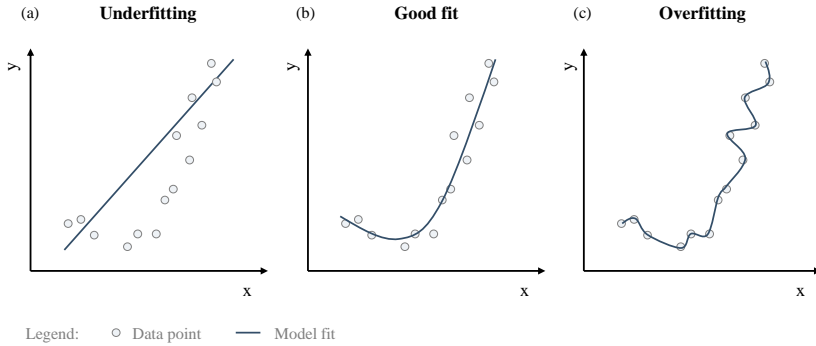 (a) Underfitting
(b) Good fit
(c) Overfitting
y
y
y
x
x
x
Legend: Data point Model fit